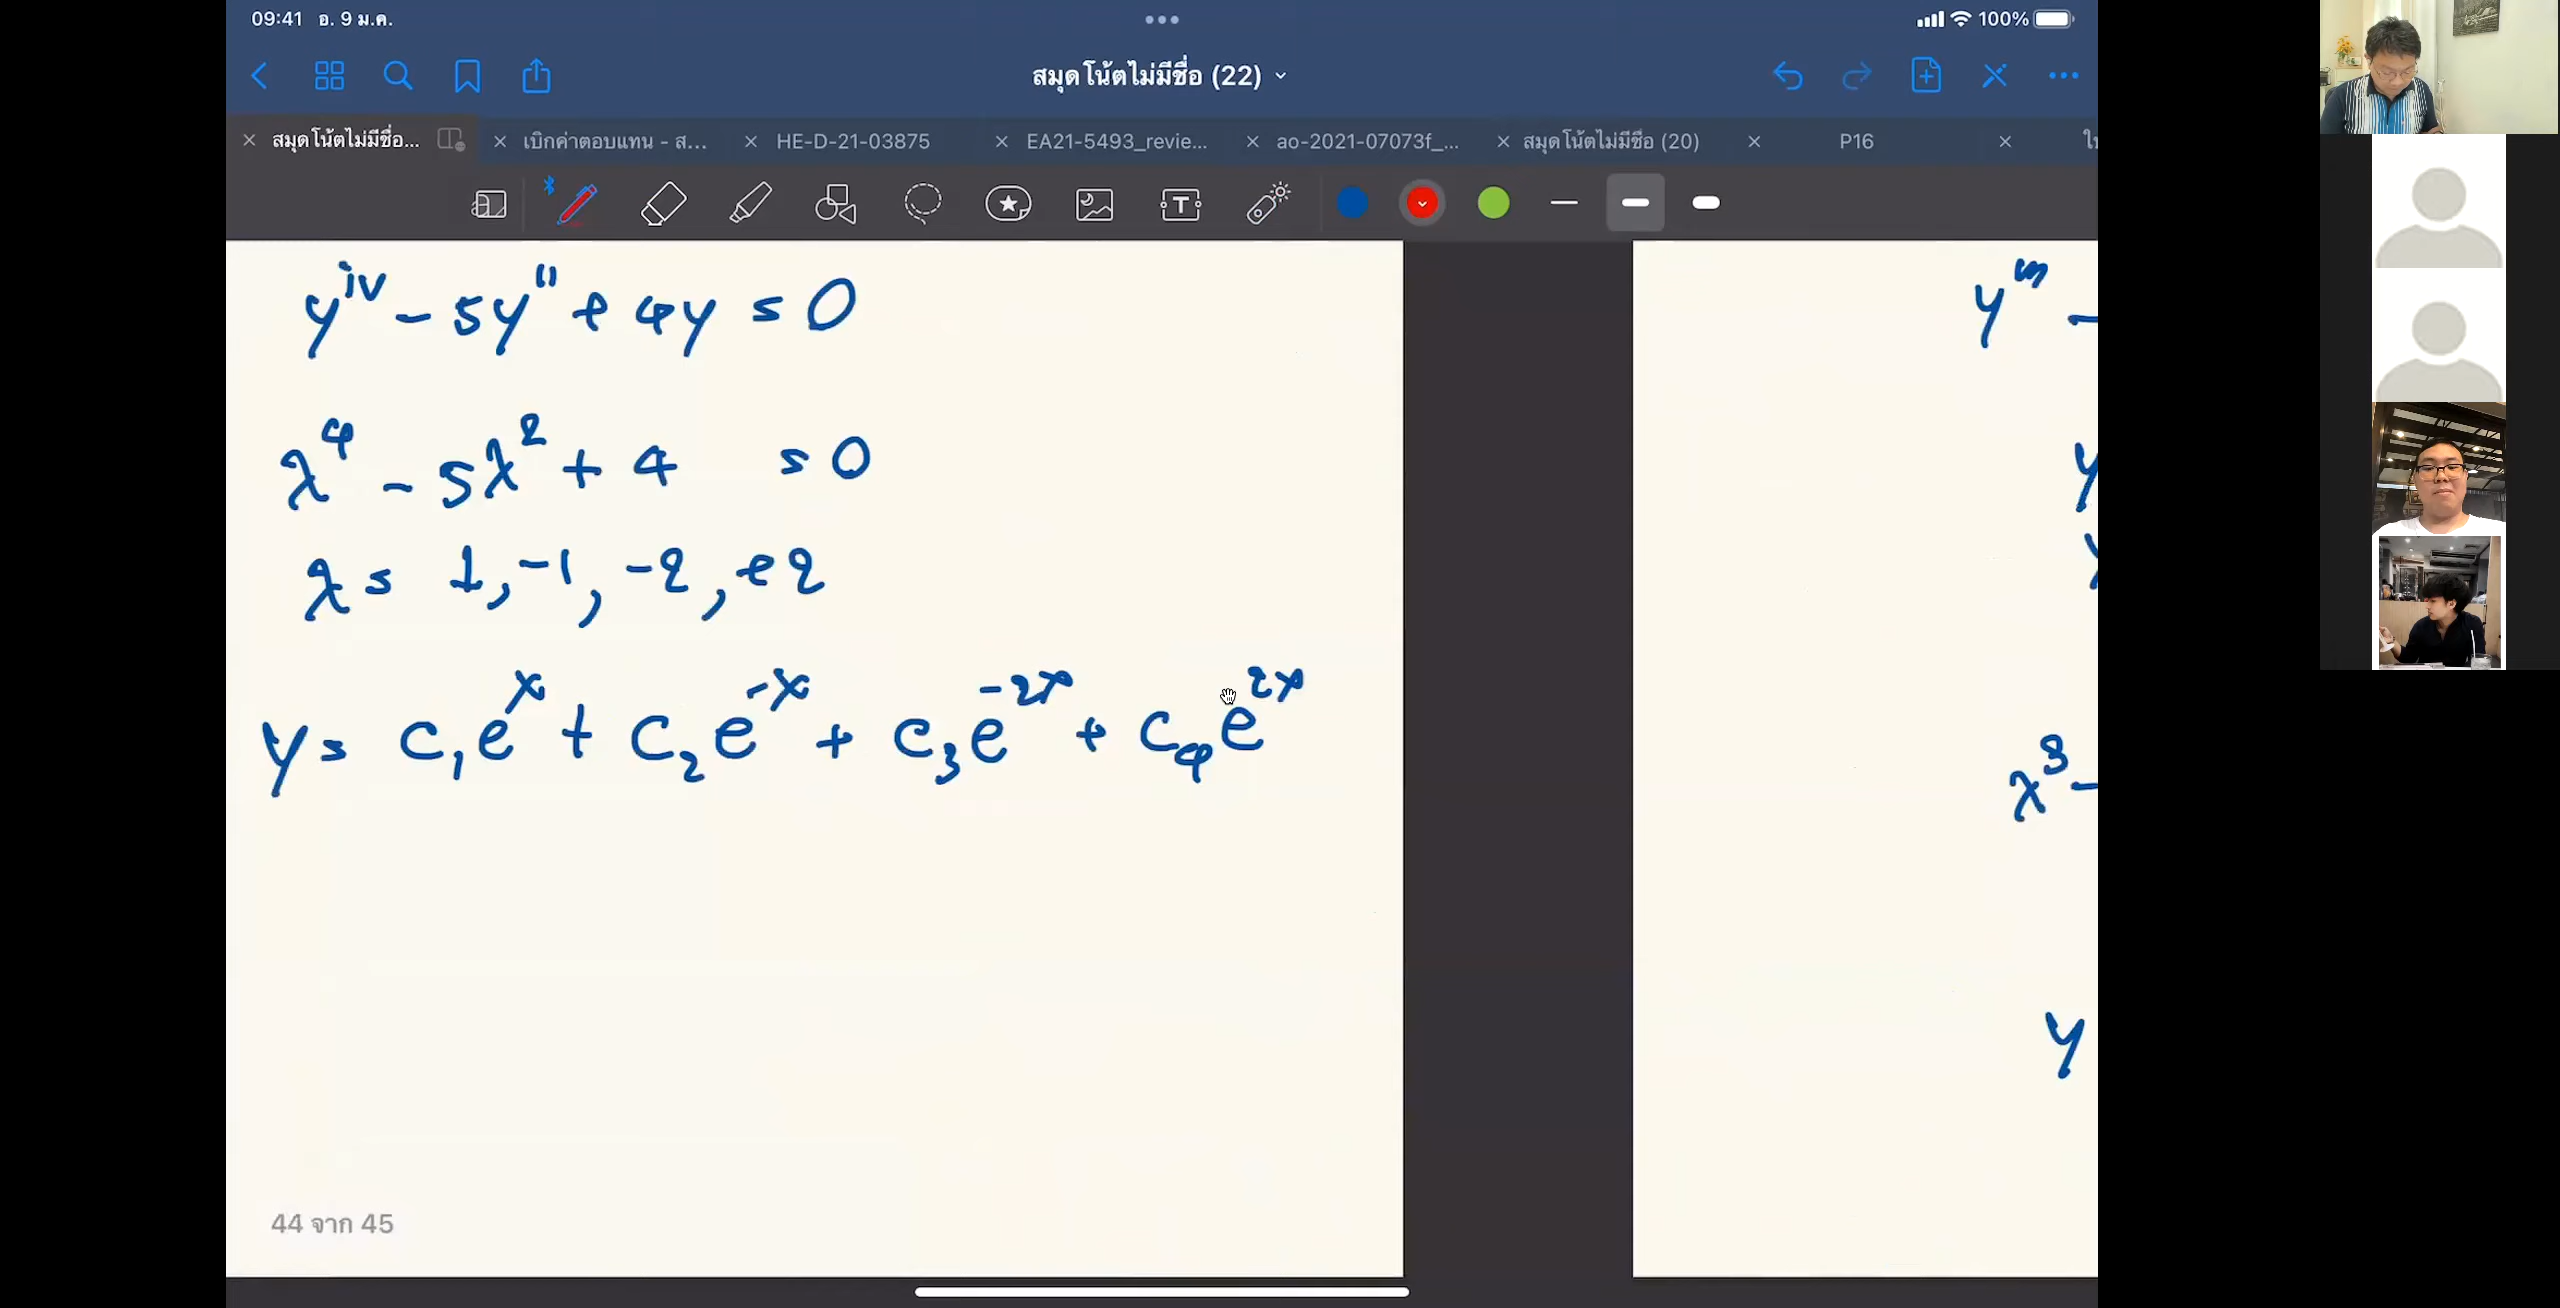 09:41 อ. 9 ม.ค.
100%
สมุดโน้ตไม่มีชื่อ (22)
สมุดโน้ตไม่มีชื่อ...
เบิกค่าตอบแทน - ส...
HE-D-21-03875
EA21-5493_revie...
ao-2021-07073f_...
สมุดโน้ตไม่มีชื่อ (20)
P16
T
y^iv - 5y'' + 4y = 0
λ^4 - 5λ^2 + 4 = 0
λ = 1, -1, -2, +2
y = c₁e^x + c₂e^-x + c₃e^-2x + c₄e^2x
y''' -
y
λ^3 -
y
44 จาก 45